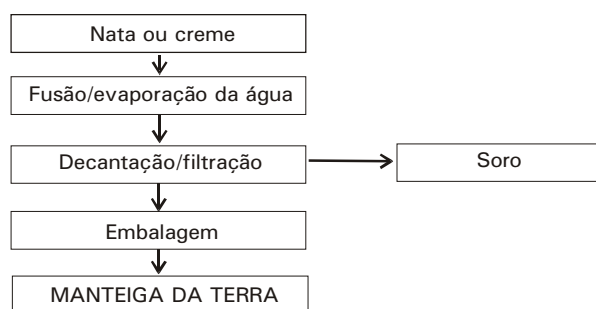 Nata ou creme
Fusão/evaporação da água
Decantação/filtração
Soro
Embalagem
MANTEIGA DA TERRA